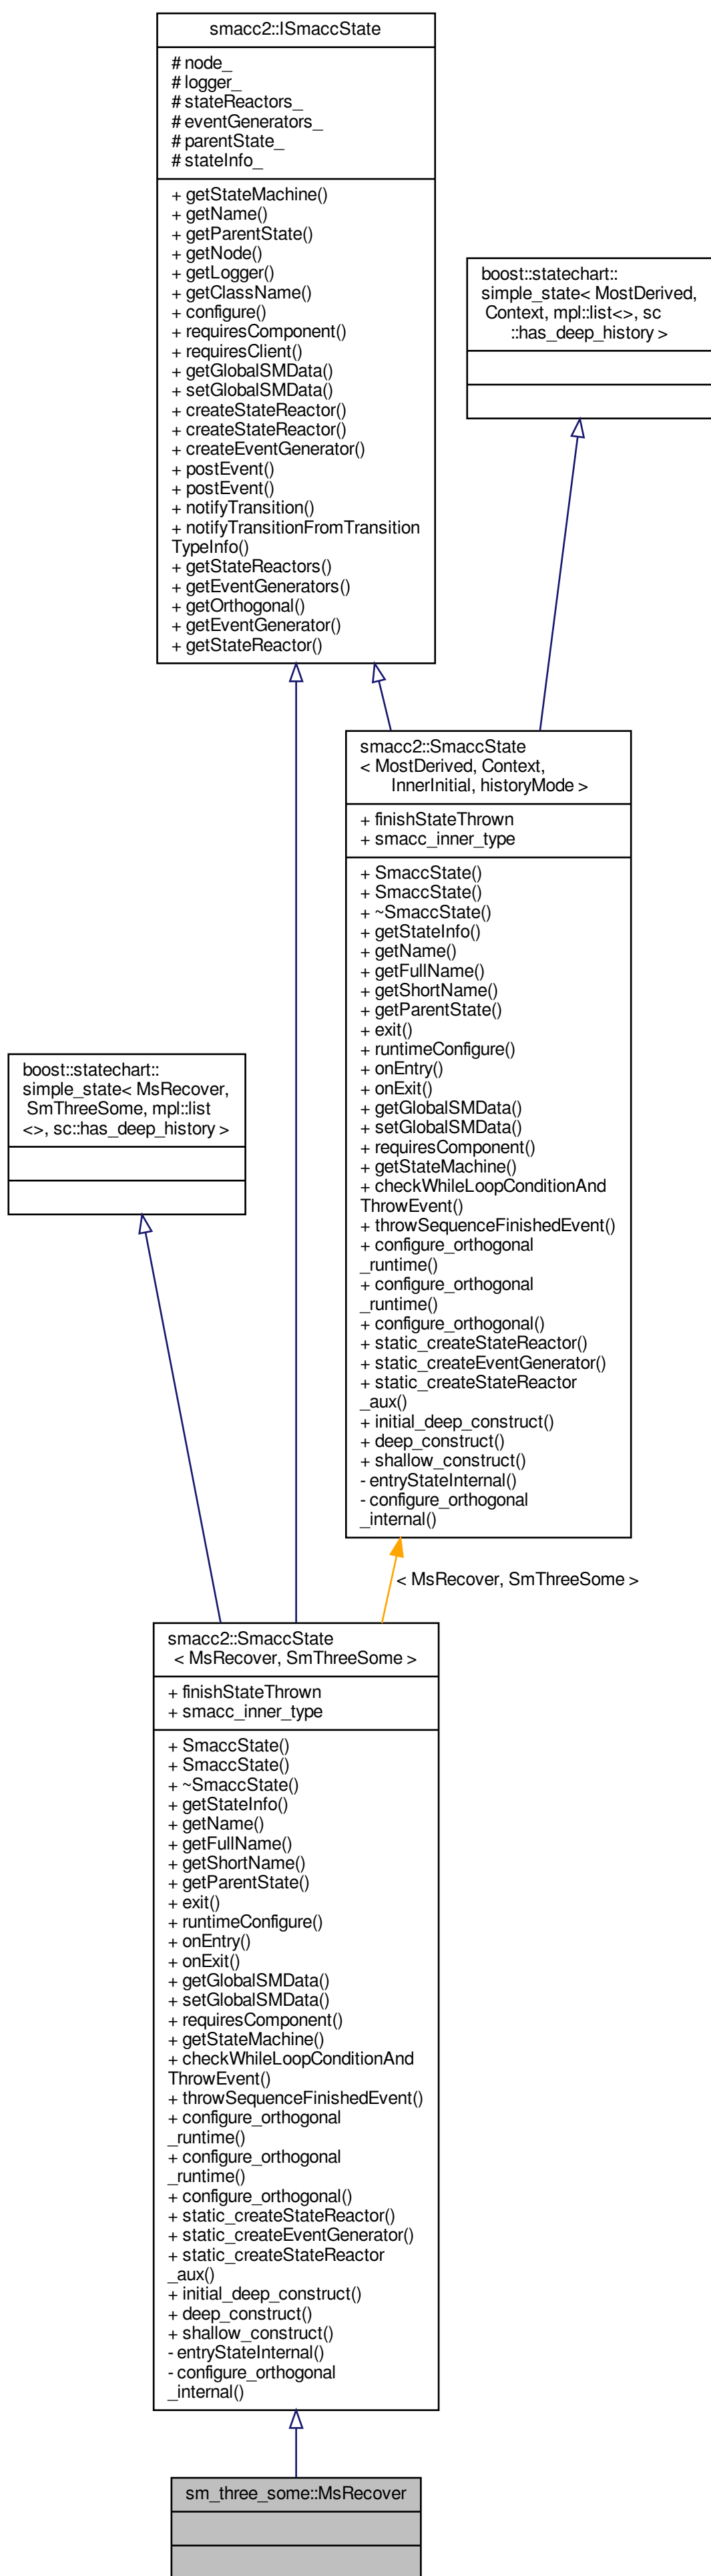 smacc2::ISmaccState
# node_
# logger_
# stateReactors_
# eventGenerators_
# parentState_
# stateInfo_
+ getStateMachine()
+ getName()
+ getParentState()
+ getNode()
+ getLogger()
+ getClassName()
+ configure()
+ requiresComponent()
+ requiresClient()
+ getGlobalSMData()
+ setGlobalSMData()
+ createStateReactor()
+ createStateReactor()
+ createEventGenerator()
+ postEvent()
+ postEvent()
+ notifyTransition()
+ notifyTransitionFromTransition
TypeInfo()
+ getStateReactors()
+ getEventGenerators()
+ getOrthogonal()
+ getEventGenerator()
+ getStateReactor()
boost::statechart::
simple_state< MostDerived,
Context, mpl::list<>, sc
::has_deep_history >
smacc2::SmaccState
< MostDerived, Context,
InnerInitial, historyMode >
+ finishStateThrown
+ smacc_inner_type
+ SmaccState()
+ SmaccState()
+ ~SmaccState()
+ getStateInfo()
+ getName()
+ getFullName()
+ getShortName()
+ getParentState()
+ exit()
+ runtimeConfigure()
+ onEntry()
+ onExit()
+ getGlobalSMData()
+ setGlobalSMData()
+ requiresComponent()
+ getStateMachine()
+ checkWhileLoopConditionAnd
ThrowEvent()
+ throwSequenceFinishedEvent()
+ configure_orthogonal
_runtime()
+ configure_orthogonal
_runtime()
+ configure_orthogonal()
+ static_createStateReactor()
+ static_createEventGenerator()
+ static_createStateReactor
_aux()
+ initial_deep_construct()
+ deep_construct()
+ shallow_construct()
- entryStateInternal()
- configure_orthogonal
_internal()
boost::statechart::
simple_state< MsRecover,
SmThreeSome, mpl::list
<>, sc::has_deep_history >
< MsRecover, SmThreeSome >
smacc2::SmaccState
< MsRecover, SmThreeSome >
+ finishStateThrown
+ smacc_inner_type
+ SmaccState()
+ SmaccState()
+ ~SmaccState()
+ getStateInfo()
+ getName()
+ getFullName()
+ getShortName()
+ getParentState()
+ exit()
+ runtimeConfigure()
+ onEntry()
+ onExit()
+ getGlobalSMData()
+ setGlobalSMData()
+ requiresComponent()
+ getStateMachine()
+ checkWhileLoopConditionAnd
ThrowEvent()
+ throwSequenceFinishedEvent()
+ configure_orthogonal
_runtime()
+ configure_orthogonal
_runtime()
+ configure_orthogonal()
+ static_createStateReactor()
+ static_createEventGenerator()
+ static_createStateReactor
_aux()
+ initial_deep_construct()
+ deep_construct()
+ shallow_construct()
- entryStateInternal()
- configure_orthogonal
_internal()
sm_three_some::MsRecover